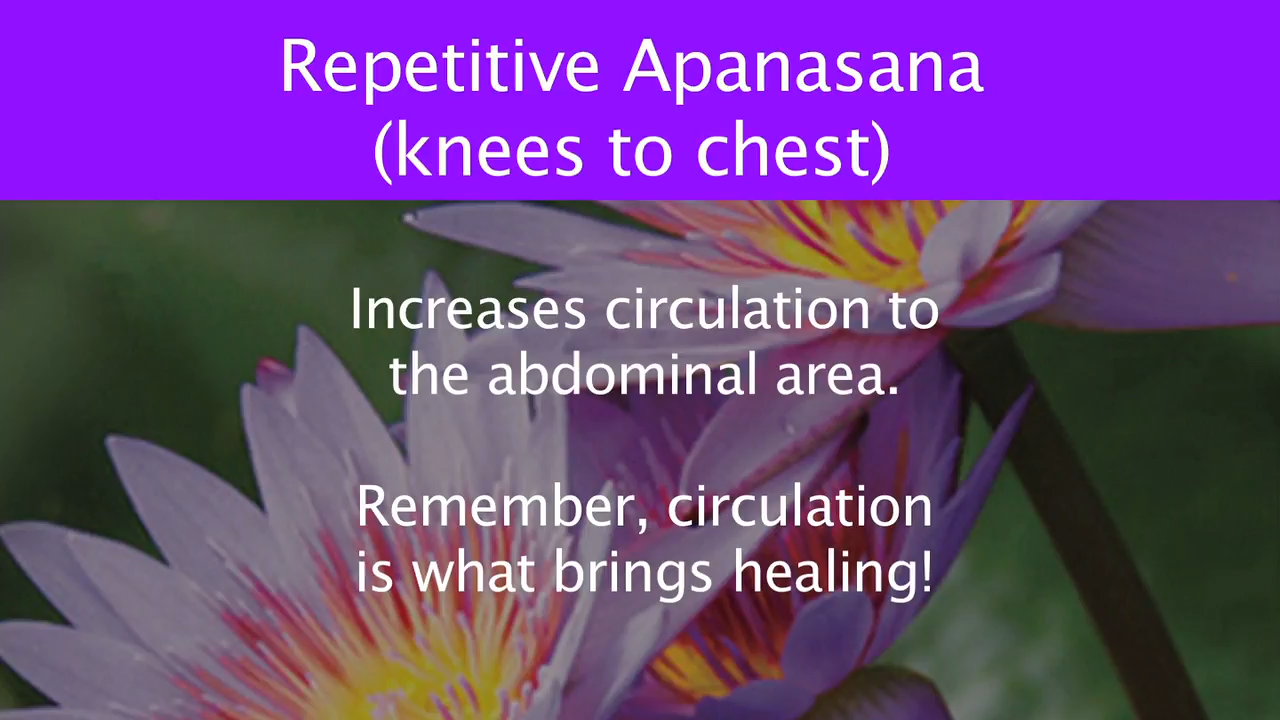 Repetitive Apanasana
(knees to chest)
Increases circulation to
the abdominal area.
Remember, circulation
is what brings healing!